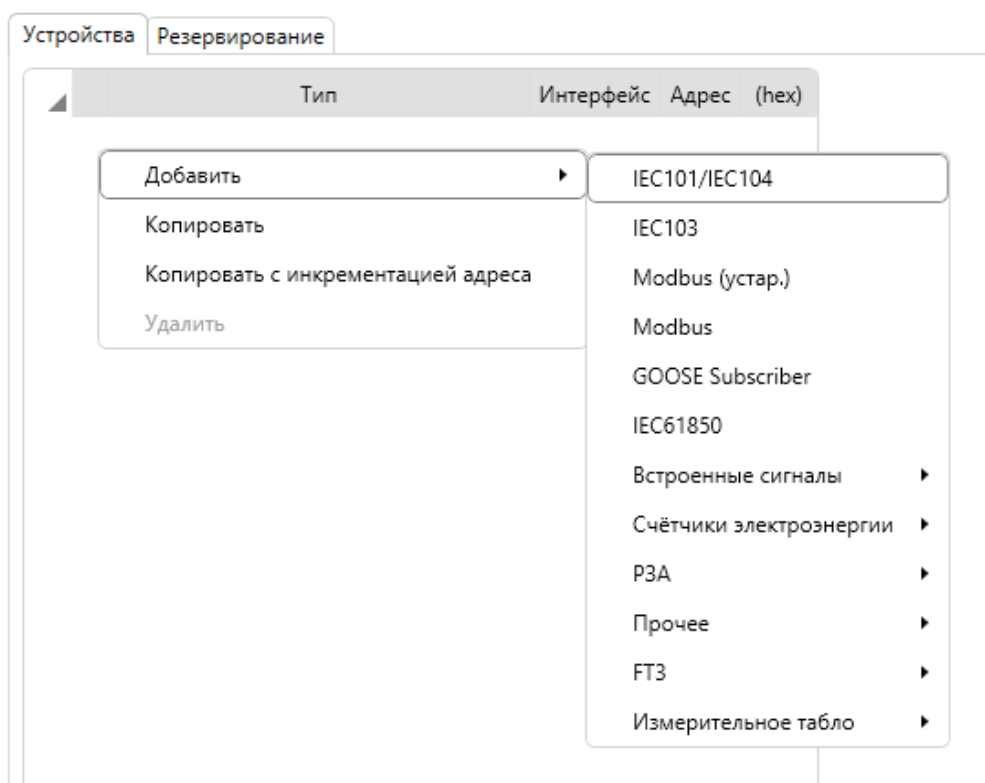 Устройства Резервирование
Тип Интерфейс Адрес (hex)
Добавить
Копировать
Копировать с инкрементацией адреса
Удалить
IEC101/IEC104
IEC103
Modbus (устар.)
Modbus
GOOSE Subscriber
IEC61850
Встроенные сигналы
Счётчики электроэнергии
РЗА
Прочее
FT3
Измерительное табло